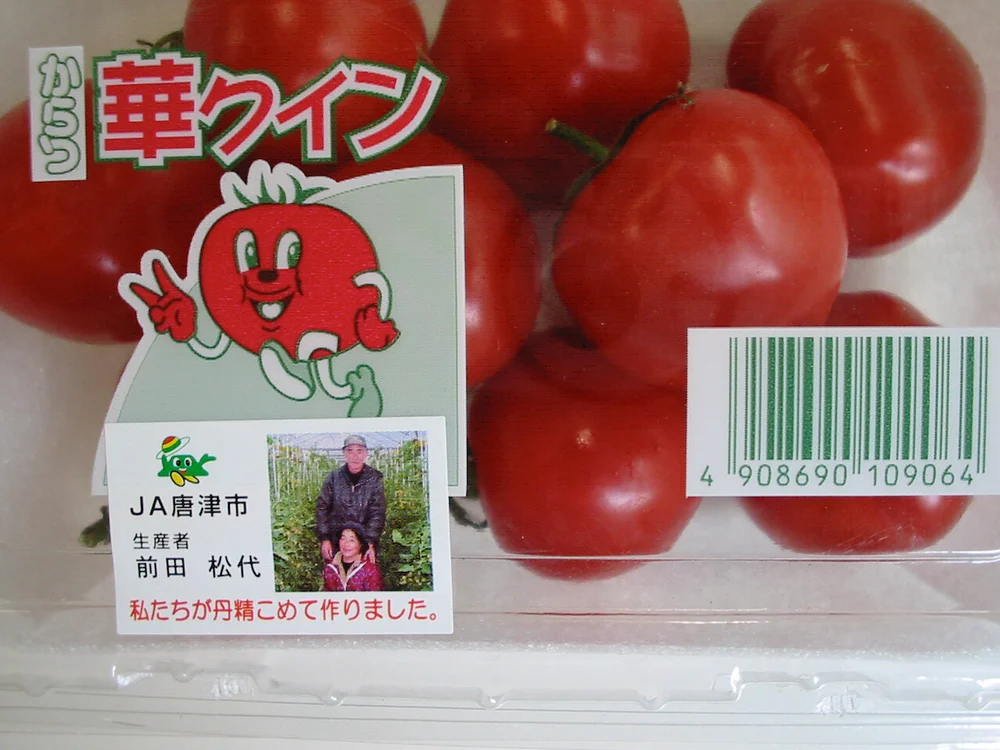 からつ
華クイン
JA唐津市
生産者
前田 松代
私たちが丹精こめて作りました。
4 908690 109064